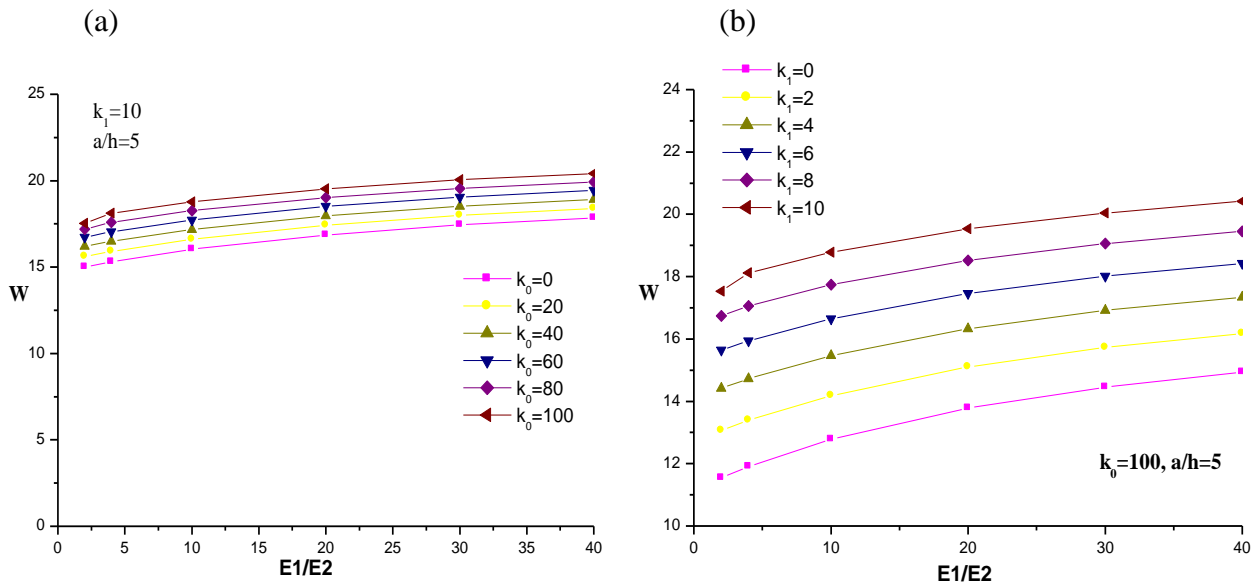 (a)
25
20
15
10
5
0
W
k₁=10
a/h=5
k₀=0
k₀=20
k₀=40
k₀=60
k₀=80
k₀=100
0 5 10 15 20 25 30 35 40
E1/E2
(b)
k₁=0
k₁=2
k₁=4
k₁=6
k₁=8
k₁=10
24
22
20
18
16
14
12
10
W
k₀=100, a/h=5
0 10 20 30 40
E1/E2